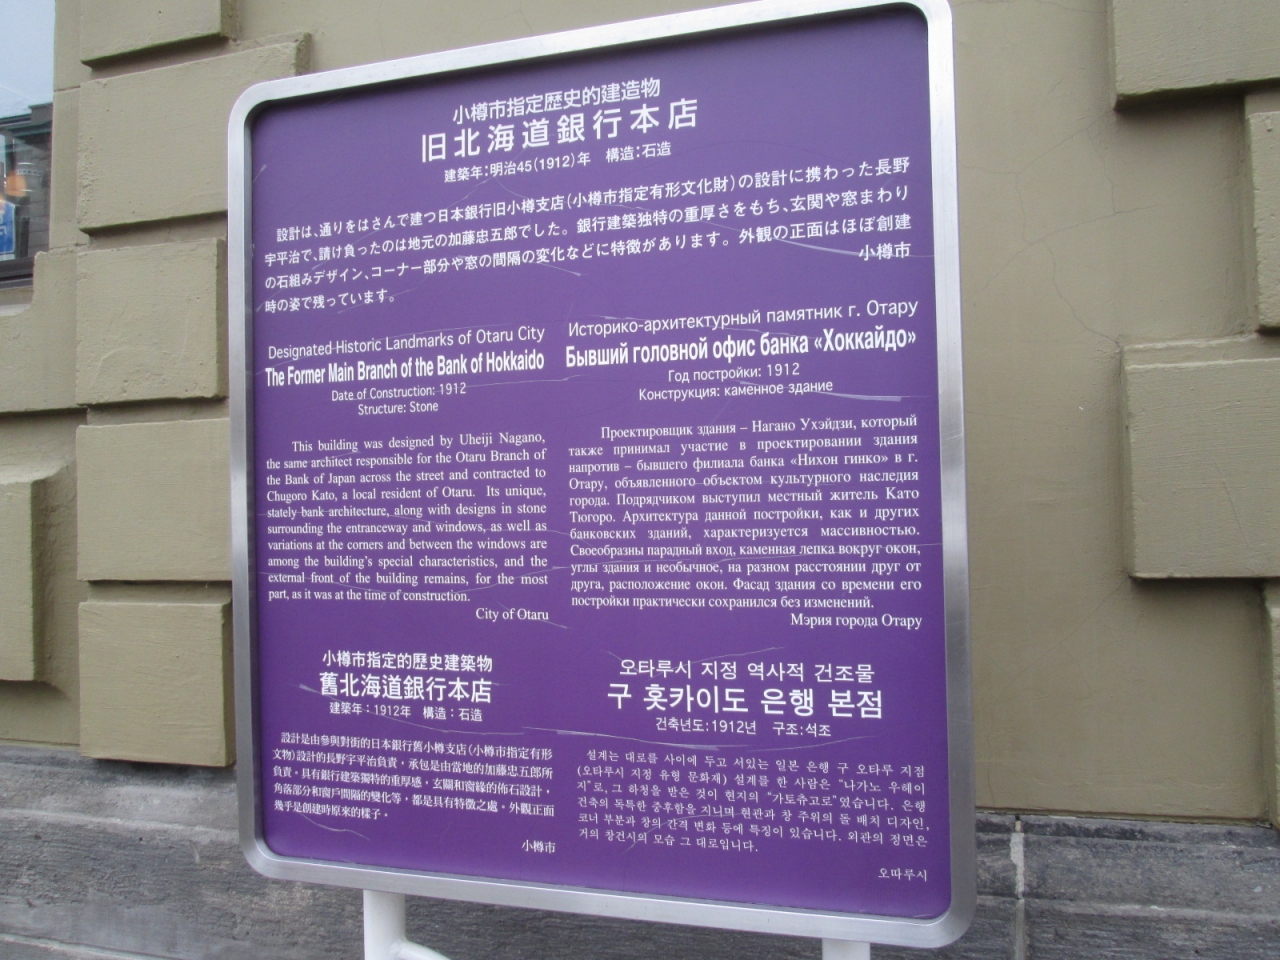 小樽市指定歴史的建造物
旧北海道銀行本店
建築年:明治45(1912)年　構造:石造
設計は、通りをはさんで建つ日本銀行旧小樽支店(小樽市指定有形文化財)の設計に携わった長野
宇平治で、請け負ったのは地元の加藤忠五郎でした。銀行建築独特の重厚さをもち、玄関や窓まわり
の石組みデザイン、コーナー部分や窓の間隔の変化などに特徴があります。外観の正面はほぼ創建
時の姿で残っています。
小樽市
Designated Historic Landmarks of Otaru City
The Former Main Branch of the Bank of Hokkaido
Date of Construction: 1912
Structure: Stone
This building was designed by Uheiji Nagano,
the same architect responsible for the Otaru Branch of
the Bank of Japan across the street and contracted to
Chugoro Kato, a local resident of Otaru. Its unique,
stately bank architecture, along with designs in stone
surrounding the entranceway and windows, as well as
variations at the corners and between the windows are
among the building's special characteristics, and the
external front of the building remains, for the most
part, as it was at the time of construction.
City of Otaru
Историко-архитектурный памятник г. Отару
Бывший головной офис банка «Хоккайдо»
Год постройки: 1912
Конструкция: каменное здание
Проектировщик здания – Нагано Ухэйдзи, который
также принимал участие в проектировании здания
напротив – бывшего филиала банка «Нихон гинко» в г.
Отару, объявленного объектом культурного наследия
города. Подрядчиком выступил местный житель Като
Тюгоро. Архитектура данной постройки, как и других
банковских зданий, характеризуется массивностью.
Своеобразны парадный вход, каменная лепка вокруг окон,
углы здания и необычное, на разном расстоянии друг от
друга, расположение окон. Фасад здания со времени его
постройки практически сохранился без изменений.
Мэрия города Отару
小樽市指定的歷史建築物
舊北海道銀行本店
建築年：1912年　構造：石造
設計是由參與對街的日本銀行舊小樽支店(小樽市指定有形
文物)設計的長野宇平治負責，承包是由當地的加藤忠五郎所
負責。具有銀行建築獨特的重厚感，玄關和窗緣的佈石設計，
角落部分和窗戶間隔的變化等，都是具有特徵之處。外觀正面
幾乎是創建時原來的樣子。
小樽市
오타루시 지정 역사적 건조물
구 홋카이도 은행 본점
건축년도:1912년　구조:석조
설계는 대로를 사이에 두고 서있는 일본 은행 구 오타루 지점
(오타루시 지정 유형 문화재) 설계를 한 사람은 "나가노 우헤이
지"로, 그 하청을 받은 것이 현지의 "가토츄고로"였습니다. 은행
건축의 독특한 중후함을 지니며 현관과 창 주위의 돌 배치 디자인,
코너 부분과 창의 간격 변화 등에 특징이 있습니다. 외관의 정면은
거의 창건시의 모습 그 대로입니다.
오따루시